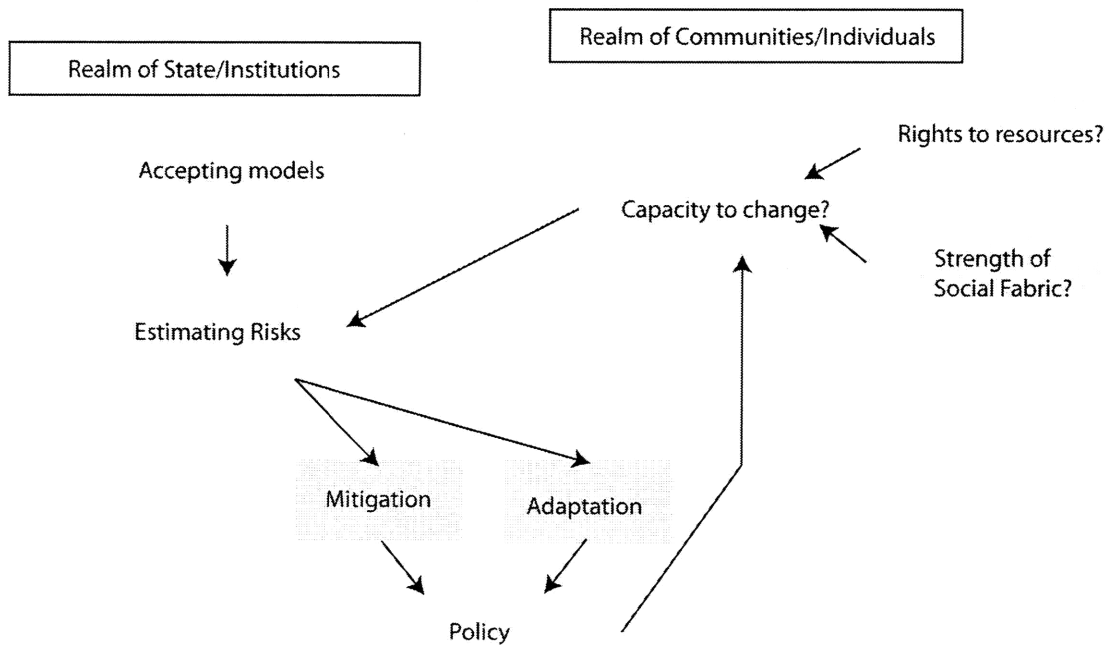 Realm of State/Institutions
Realm of Communities/Individuals
Accepting models
Rights to resources?
Capacity to change?
Strength of
Social Fabric?
Estimating Risks
Mitigation
Adaptation
Policy